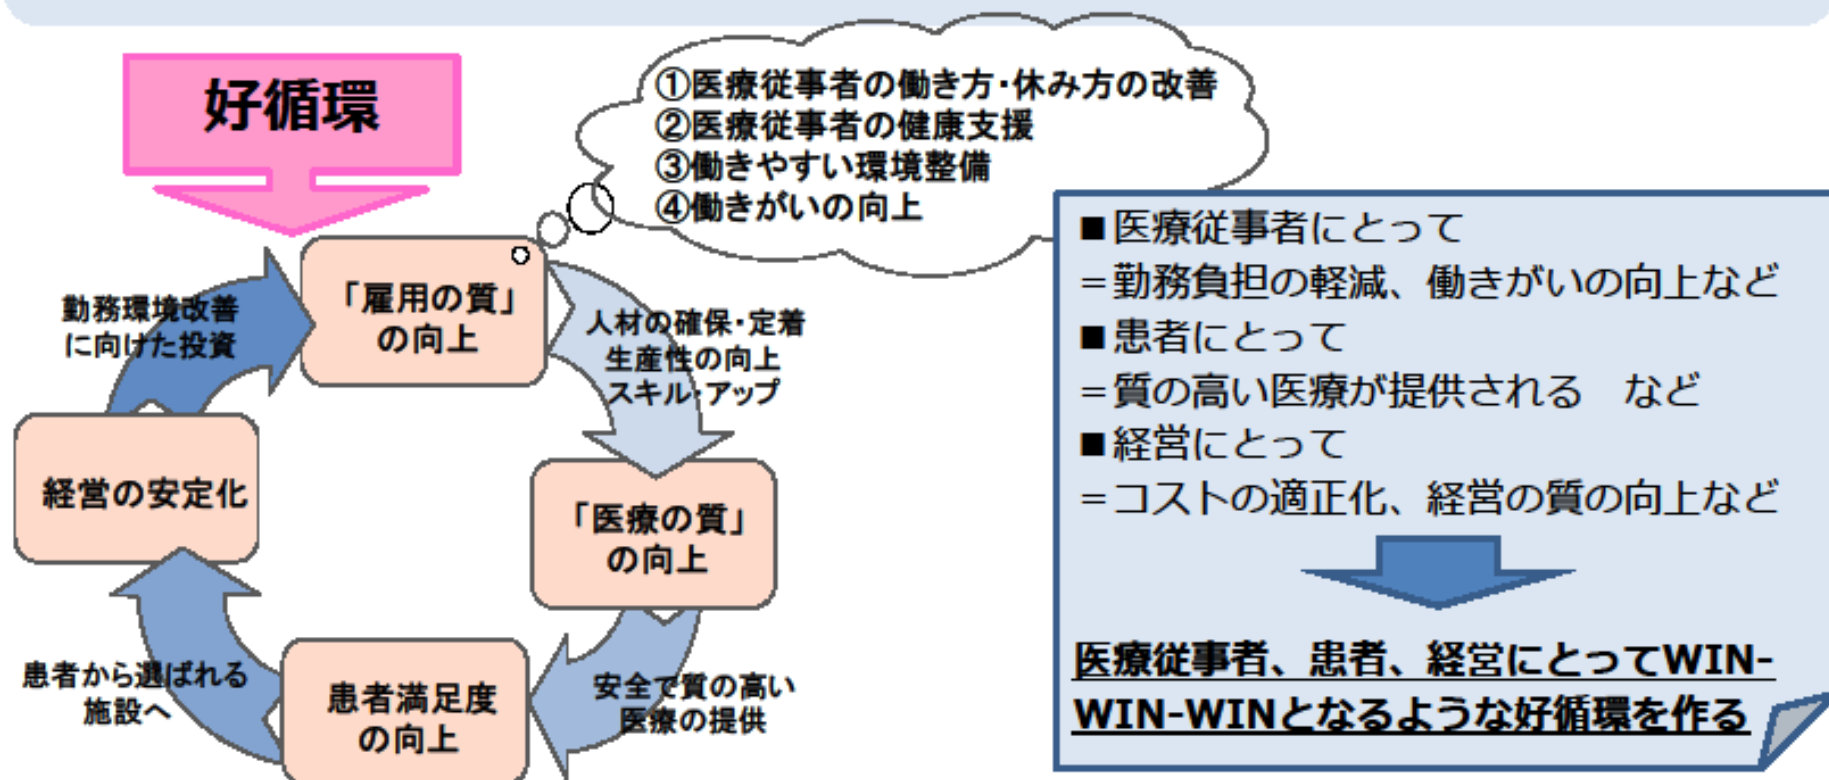 好循環
①医療従事者の働き方・休み方の改善
②医療従事者の健康支援
③働きやすい環境整備
④働きがいの向上
「雇用の質」
の向上
人材の確保・定着
生産性の向上
スキル・アップ
「医療の質」
の向上
安全で質の高い
医療の提供
患者満足度
の向上
患者から選ばれる
施設へ
経営の安定化
勤務環境改善
に向けた投資
■医療従事者にとって
＝勤務負担の軽減、働きがいの向上など
■患者にとって
＝質の高い医療が提供される　など
■経営にとって
＝コストの適正化、経営の質の向上など
医療従事者、患者、経営にとってWIN-
WIN-WINとなるような好循環を作る